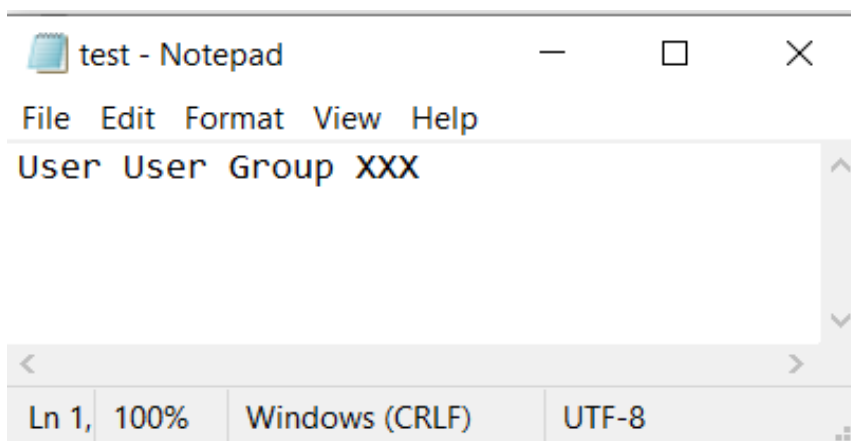 test - Notepad
File Edit Format View Help
User User Group XXX
Ln 1, 100% Windows (CRLF) UTF-8